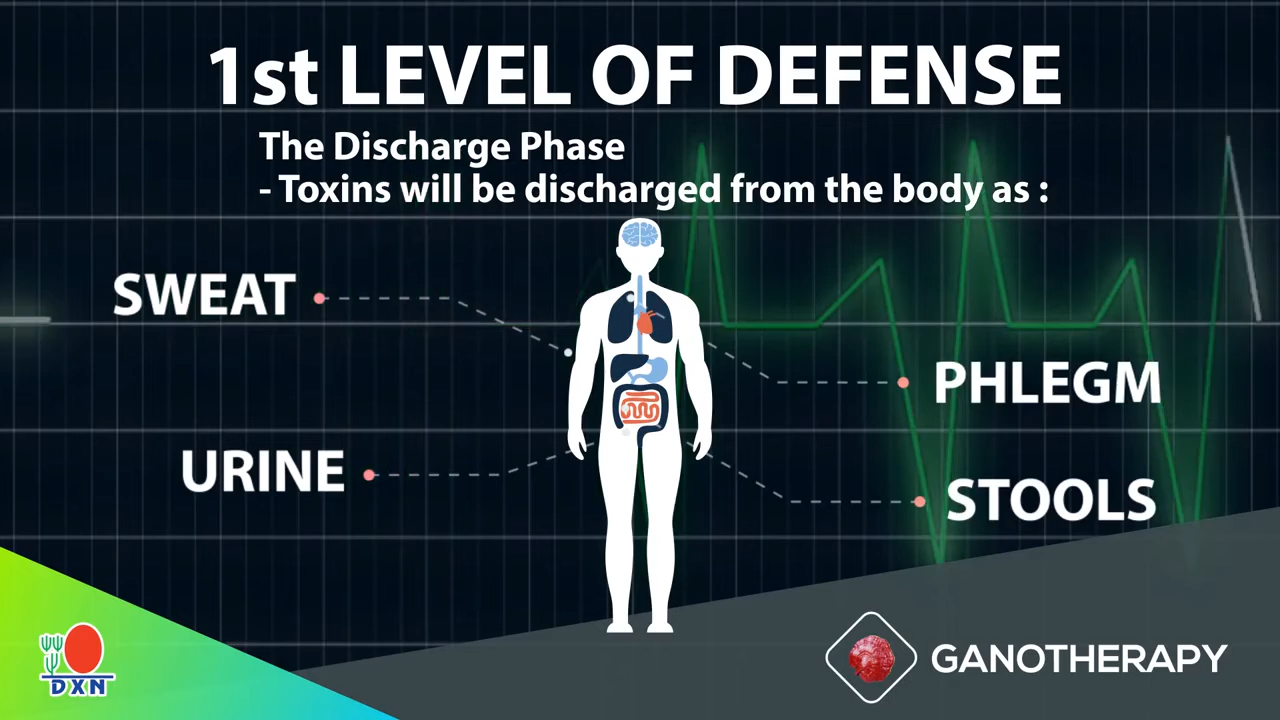 1st LEVEL OF DEFENSE
The Discharge Phase
- Toxins will be discharged from the body as :
SWEAT
PHLEGM
URINE
STOOLS
DXN
GANOTHERAPY